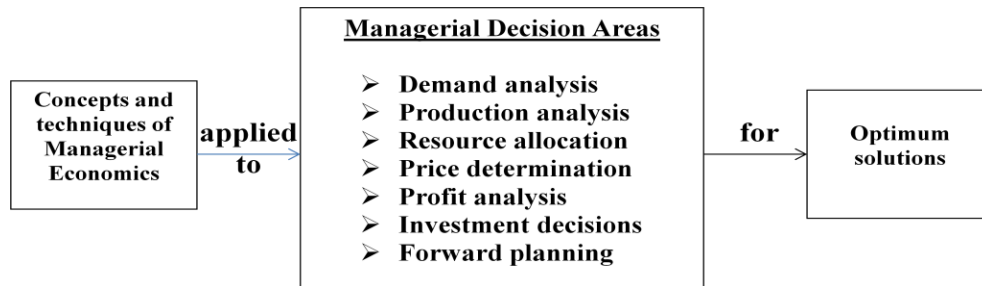 Concepts and
techniques of
Managerial
Economics
applied
to
Managerial Decision Areas
➢ Demand analysis
➢ Production analysis
➢ Resource allocation
➢ Price determination
➢ Profit analysis
➢ Investment decisions
➢ Forward planning
for
Optimum
solutions